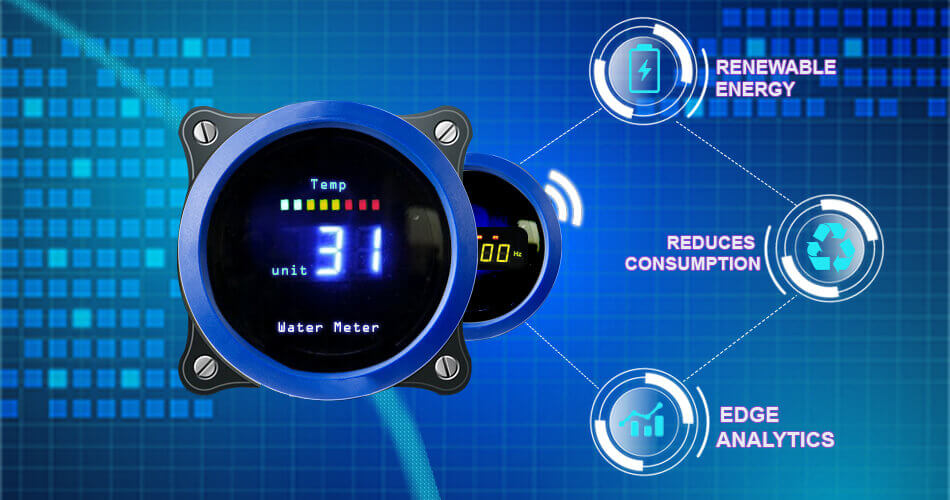 Temp
31
unit
Water Meter
00 Hz
RENEWABLE
ENERGY
REDUCES
CONSUMPTION
EDGE
ANALYTICS